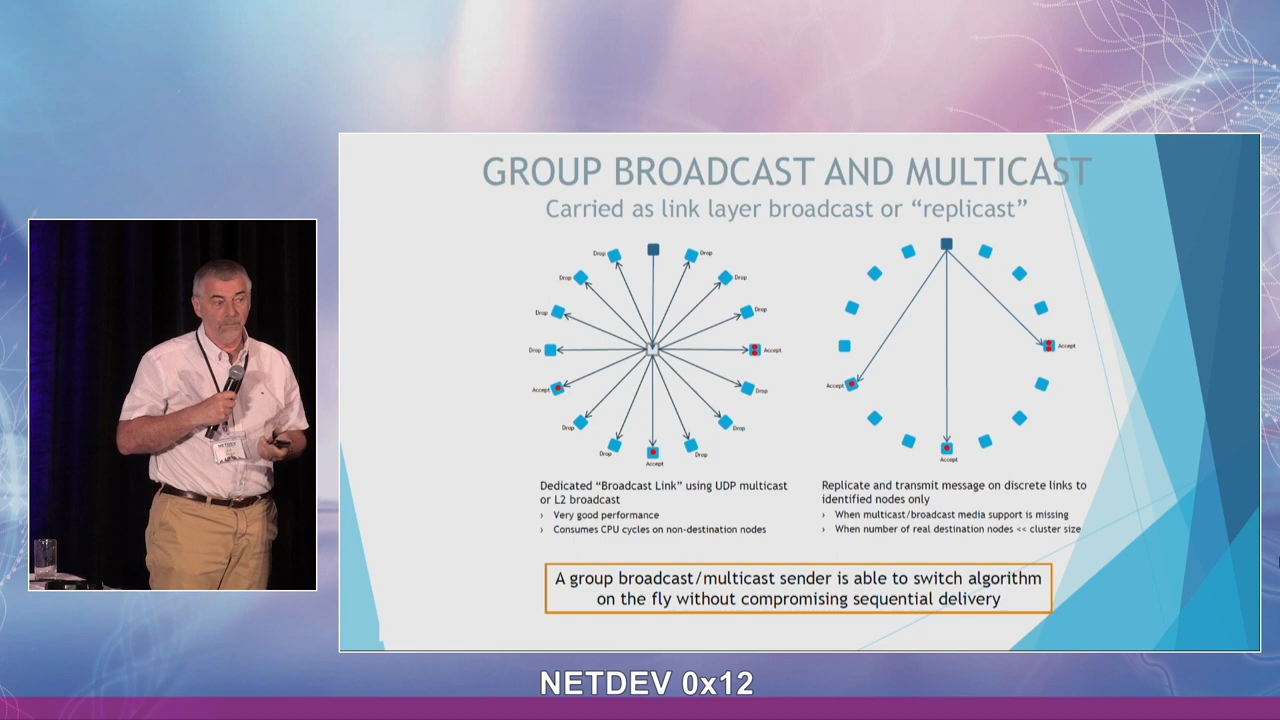 GROUP BROADCAST AND MULTICAST
Carried as link layer broadcast or “replicast”
Drop
Drop
Drop
Drop
Drop
Drop
Drop
Accept
Accept
Drop
Drop
Drop
Drop
Drop
Accept
Accept
Accept
Accept
Dedicated “Broadcast Link” using UDP multicast
or L2 broadcast
› Very good performance
› Consumes CPU cycles on non-destination nodes
Replicate and transmit message on discrete links to
identified nodes only
› When multicast/broadcast media support is missing
› When number of real destination nodes << cluster size
A group broadcast/multicast sender is able to switch algorithm
on the fly without compromising sequential delivery
NETDEV
NETDEV 0x12